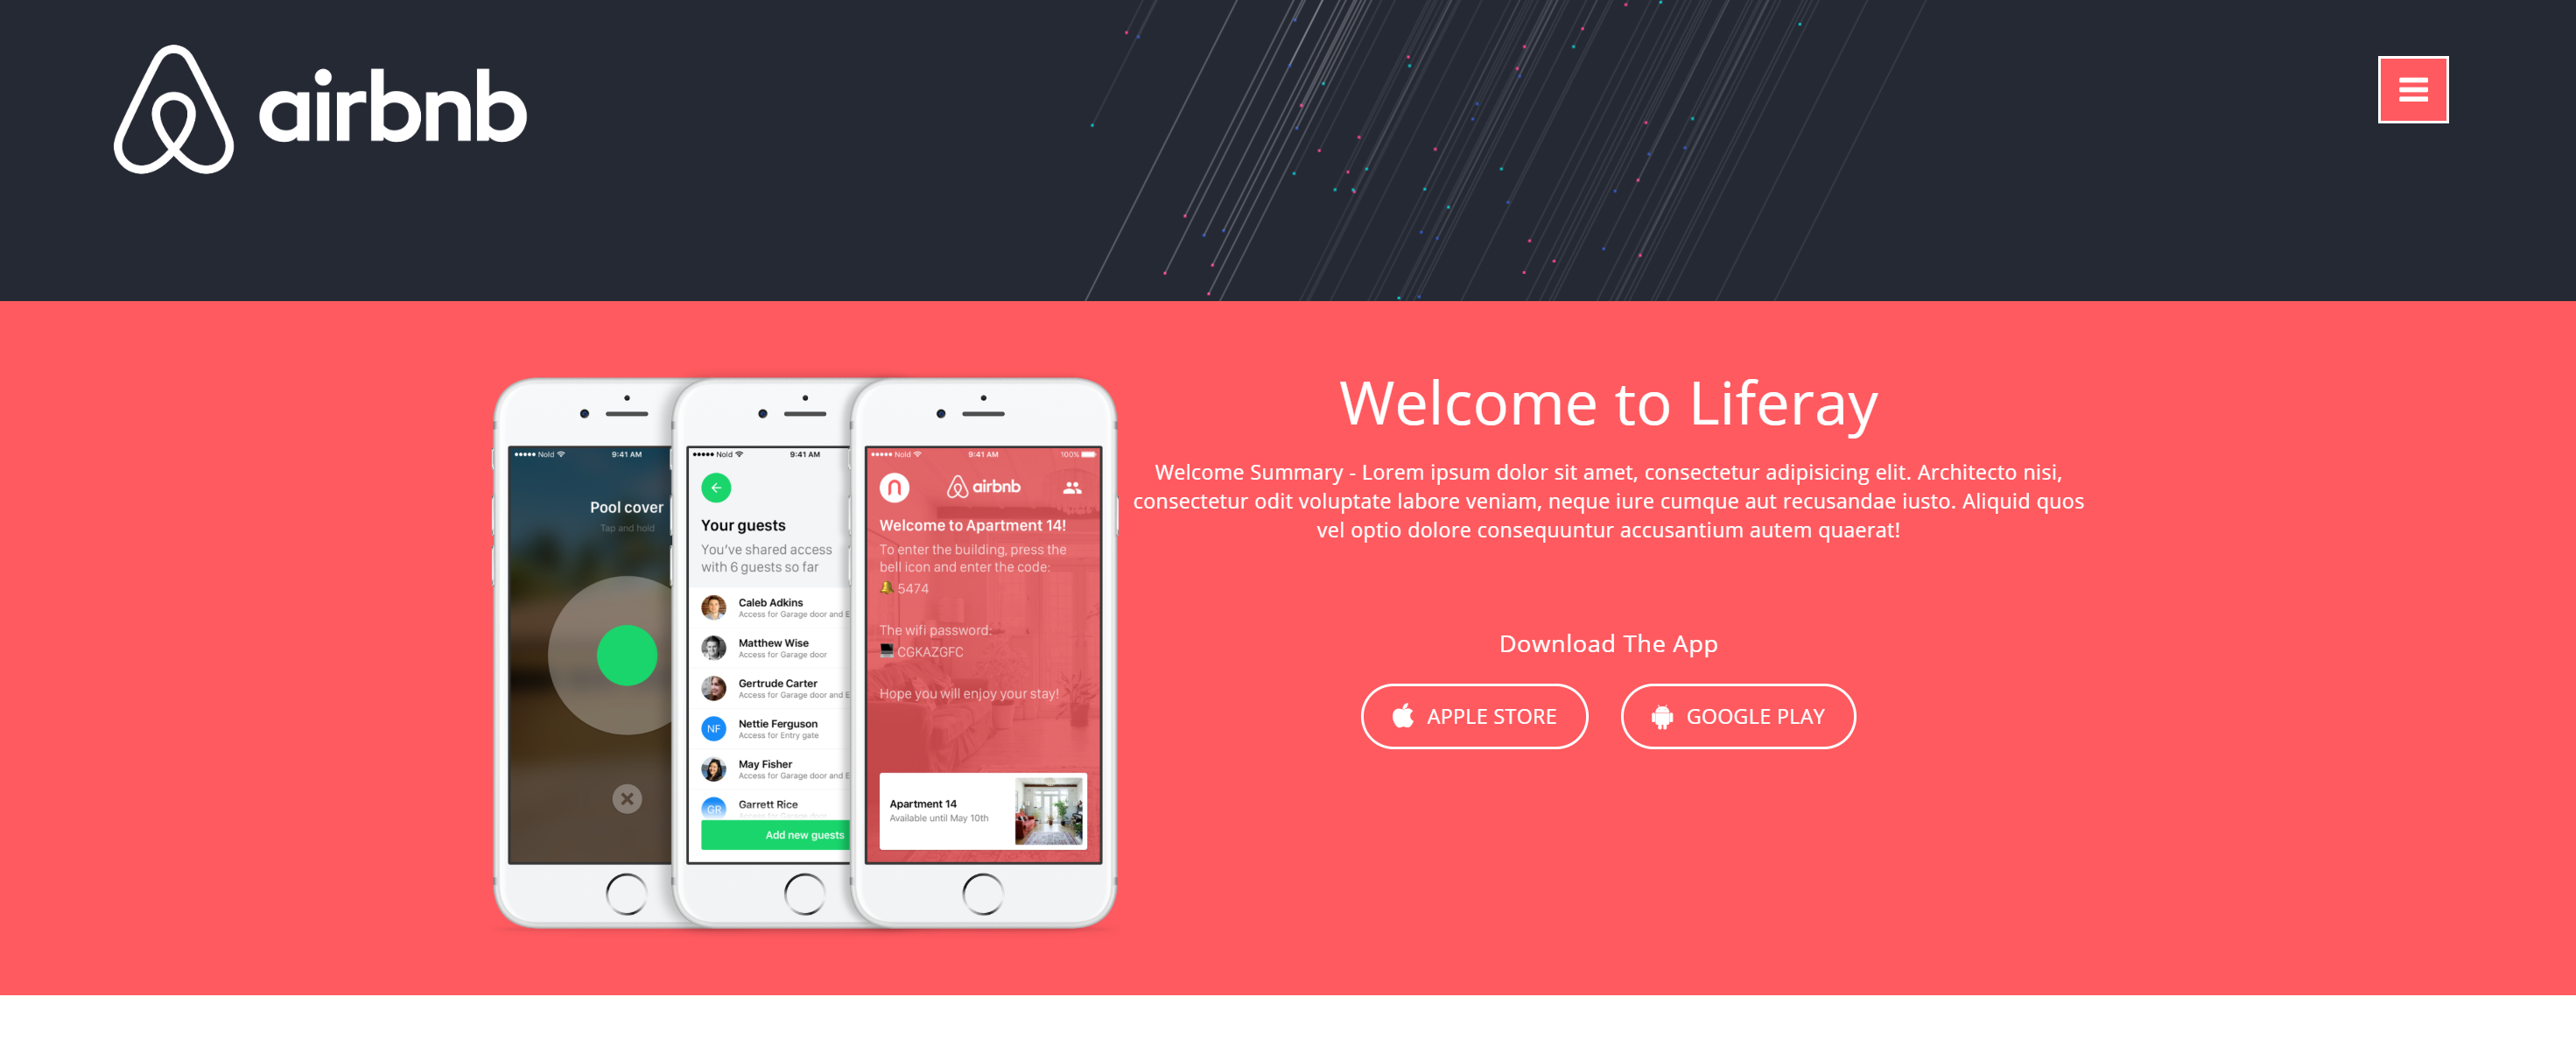 airbnb
Welcome to Liferay
Welcome Summary - Lorem ipsum dolor sit amet, consectetur adipisicing elit. Architecto nisi,
consectetur odit voluptate labore veniam, neque iure cumque aut recusandae iusto. Aliquid quos
vel optio dolore consequuntur accusantium autem quaerat!
Download The App
APPLE STORE
GOOGLE PLAY
Nold
9:41 AM
Pool cover
Tap and hold
Nold
9:41 AM
Your guests
You've shared access
with 6 guests so far
Caleb Adkins
Access for Garage door and E
Matthew Wise
Access for Garage door
Gertrude Carter
Access for Garage door and E
NF
Nettie Ferguson
Access for Entry gate
May Fisher
Access for Garage door and E
GR
Garrett Rice
Access for Garage door
Add new guests
Nold
9:41 AM
100%
airbnb
Welcome to Apartment 14!
To enter the building, press the
bell icon and enter the code:
5474
The wifi password:
CGKAZGFC
Hope you will enjoy your stay!
Apartment 14
Available until May 10th